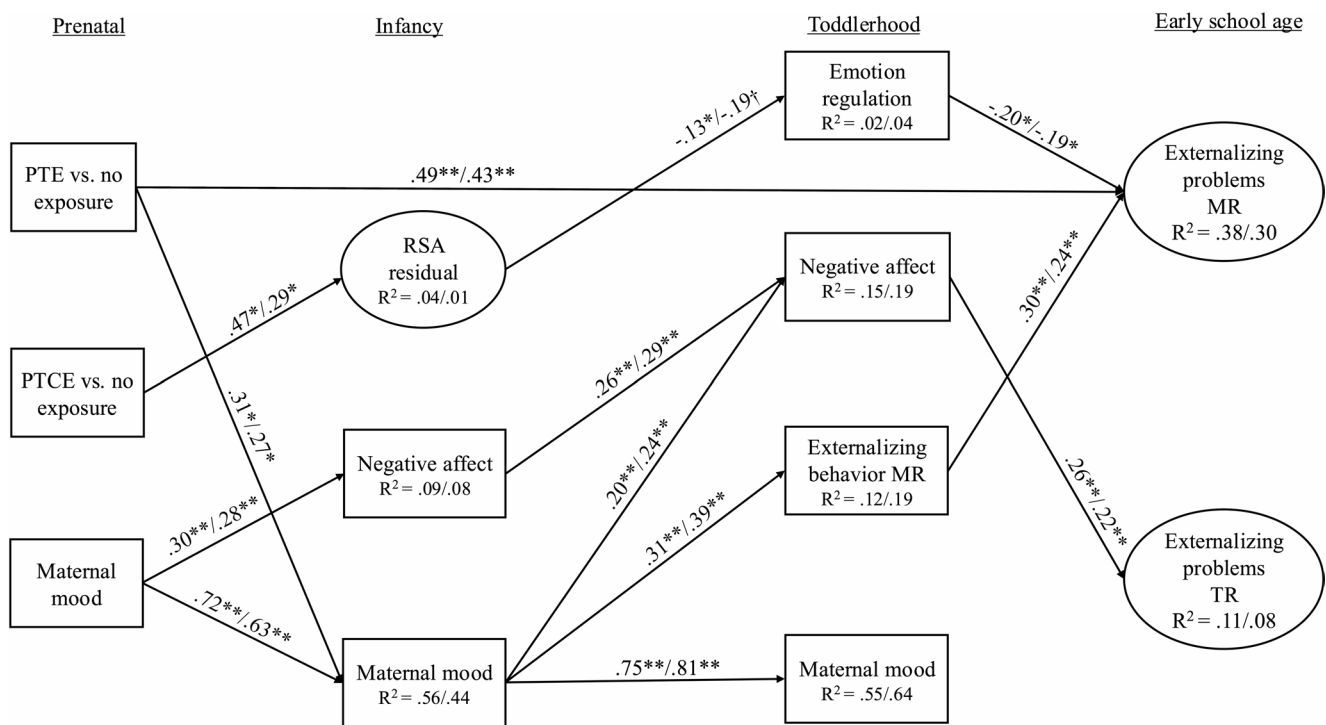 Prenatal
Infancy
Toddlerhood
Early school age
PTE vs. no
exposure
PTCE vs. no
exposure
Maternal
mood
RSA
residual
R² = .04/.01
Negative affect
R² = .09/.08
Maternal mood
R² = .56/.44
Emotion
regulation
R² = .02/.04
Negative affect
R² = .15/.19
Externalizing
behavior MR
R² = .12/.19
Maternal mood
R² = .55/.64
Externalizing
problems
MR
R² = .38/.30
Externalizing
problems
TR
R² = .11/.08
.49**/.43**
.47*/.29*
.31*/.27*
.30**/.28**
.72**/.63**
-.13*/-.19†
.26**/.29**
.20**/.24**
.31**/.39**
.75**/.81**
-.20*/-.19*
.30**/.24**
.26**/.22**